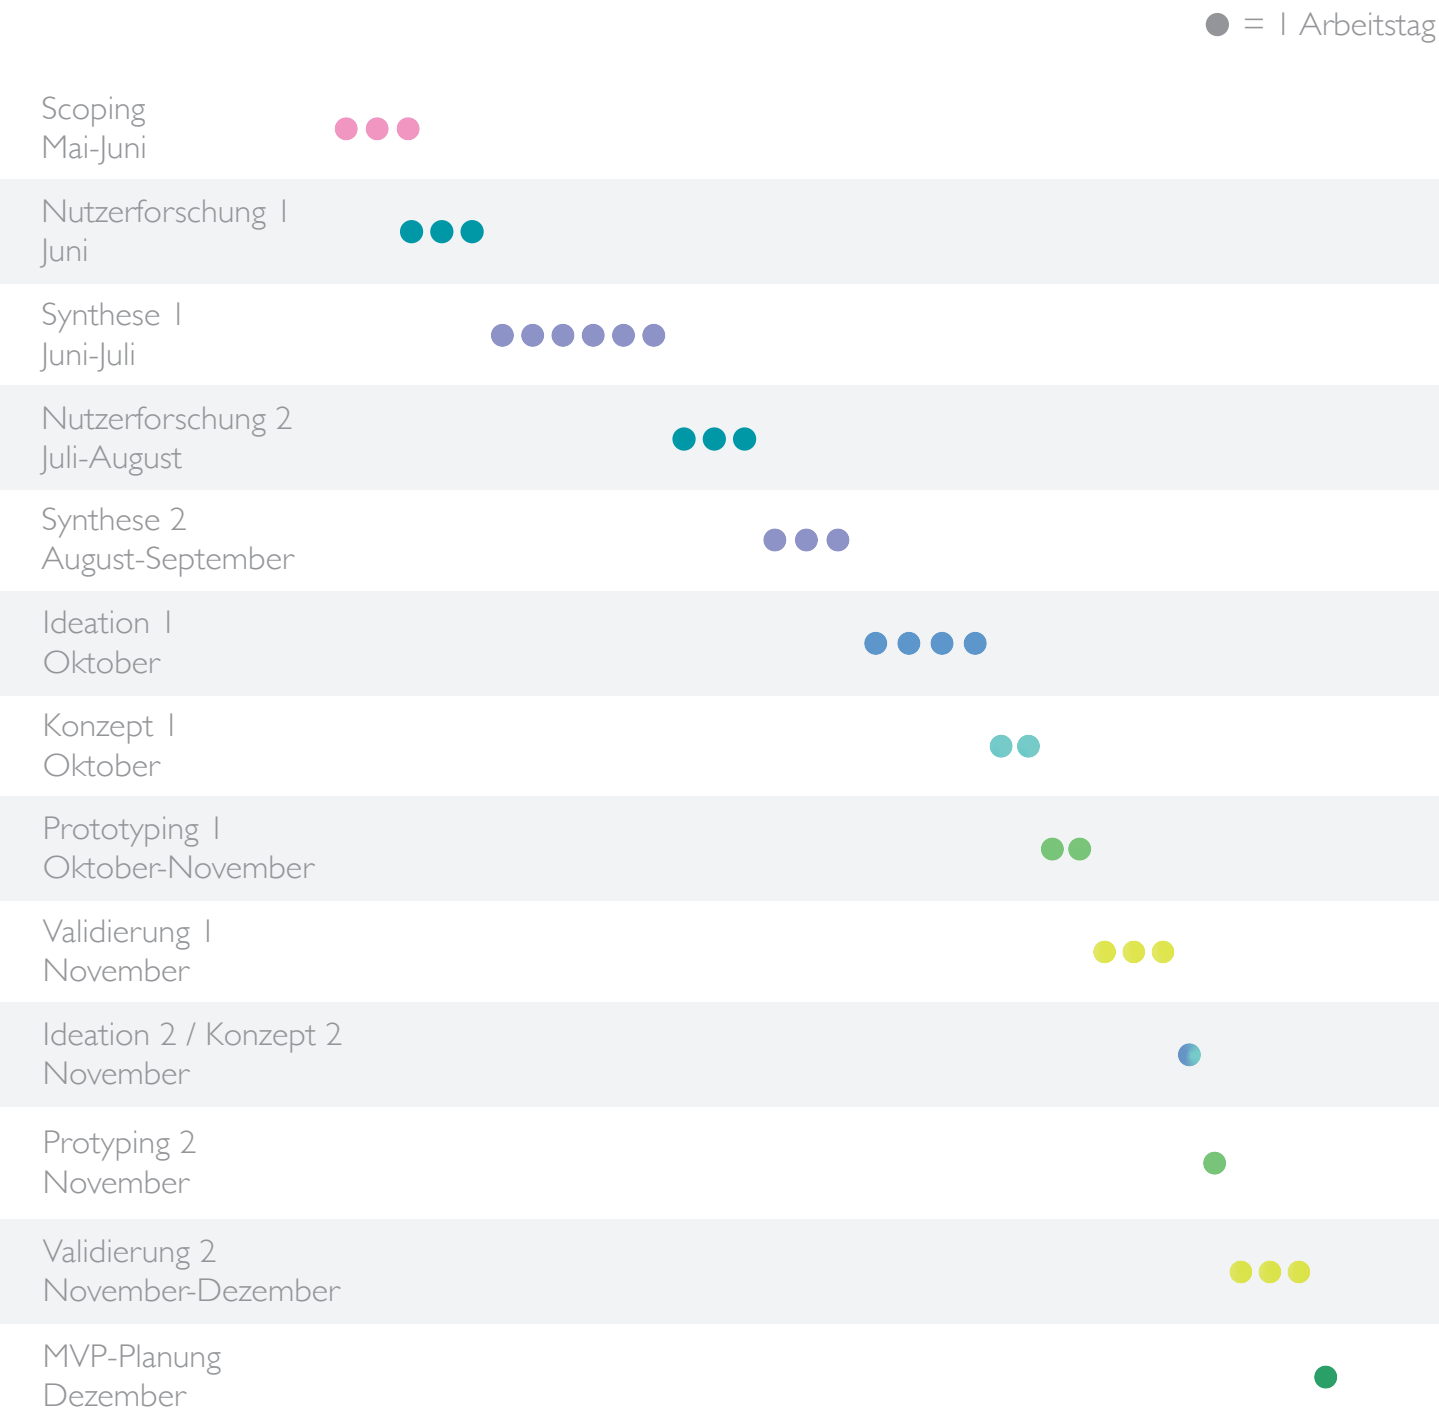 = 1 Arbeitstag
Scoping
Mai-Juni
Nutzerforschung 1
Juni
Synthese 1
Juni-Juli
Nutzerforschung 2
Juli-August
Synthese 2
August-September
Ideation 1
Oktober
Konzept 1
Oktober
Prototyping 1
Oktober-November
Validierung 1
November
Ideation 2 / Konzept 2
November
Protyping 2
November
Validierung 2
November-Dezember
MVP-Planung
Dezember